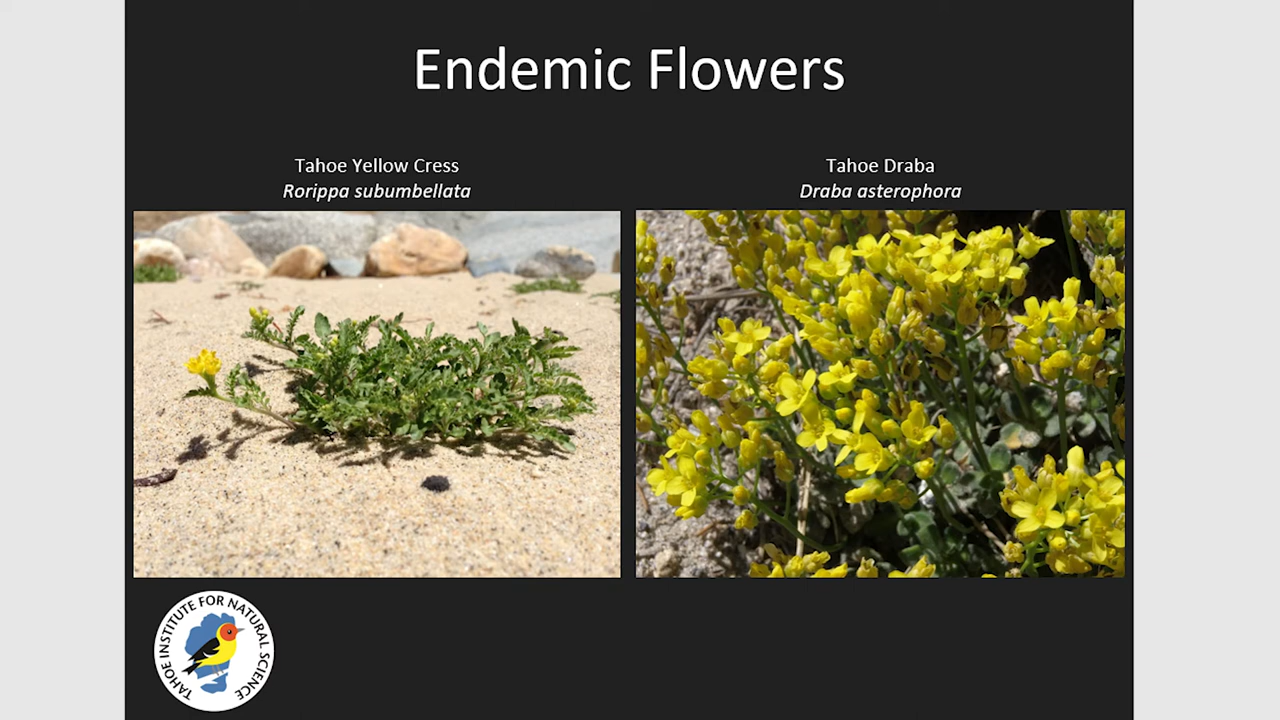 Endemic Flowers
Tahoe Yellow Cress
Rorippa subumbellata
Tahoe Draba
Draba asterophora
TAHOE INSTITUTE FOR NATURAL SCIENCE